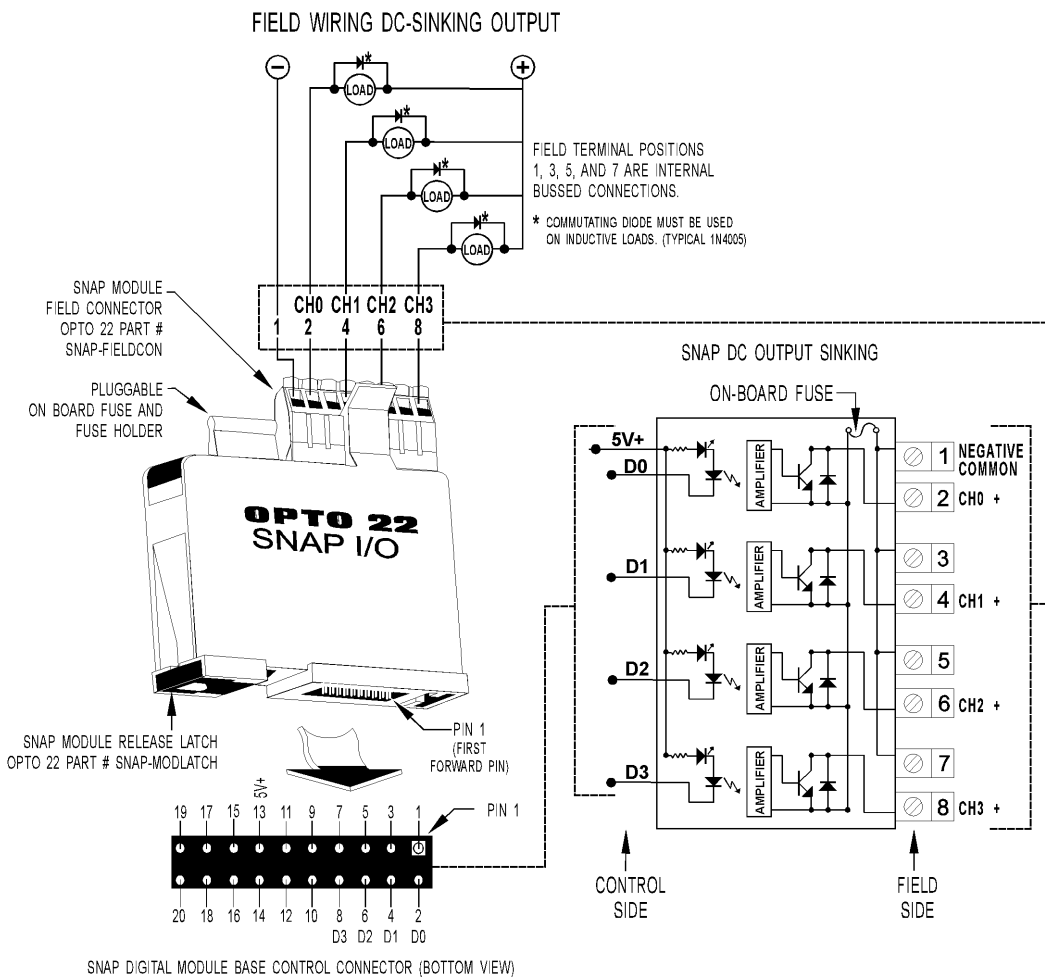 FIELD WIRING DC-SINKING OUTPUT
−
+
*
LOAD
*
LOAD
*
LOAD
*
LOAD
FIELD TERMINAL POSITIONS
1, 3, 5, AND 7 ARE INTERNAL
BUSSED CONNECTIONS.
* COMMUTATING DIODE MUST BE USED
ON INDUCTIVE LOADS. (TYPICAL 1N4005)
SNAP MODULE
FIELD CONNECTOR
OPTO 22 PART #
SNAP-FIELDCON
CH0 CH1 CH2 CH3
1 2 4 6 8
PLUGGABLE
ON BOARD FUSE AND
FUSE HOLDER
OPTO 22
SNAP I/O
SNAP MODULE RELEASE LATCH
OPTO 22 PART # SNAP-MODLATCH
PIN 1
(FIRST
FORWARD PIN)
SNAP DC OUTPUT SINKING
ON-BOARD FUSE
5V+
D0
AMPLIFIER
1 NEGATIVE
COMMON
2 CH0 +
D1
AMPLIFIER
3
4 CH1 +
D2
AMPLIFIER
5
6 CH2 +
D3
AMPLIFIER
7
8 CH3 +
CONTROL
SIDE
FIELD
SIDE
5V+
19 17 15 13 11 9 7 5 3 1
PIN 1
20 18 16 14 12 10 8 6 4 2
D3 D2 D1 D0
SNAP DIGITAL MODULE BASE CONTROL CONNECTOR (BOTTOM VIEW)